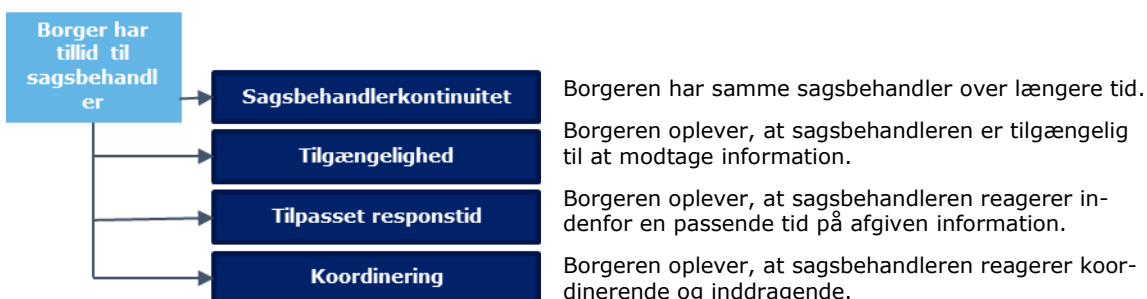 Borger har
tillid til
sagsbehandl
er
Sagsbehandlerkontinuitet
Borgeren har samme sagsbehandler over længere tid.
Tilgængelighed
Borgeren oplever, at sagsbehandleren er tilgængelig
til at modtage information.
Tilpasset responstid
Borgeren oplever, at sagsbehandleren reagerer in-
denfor en passende tid på afgiven information.
Koordinering
Borgeren oplever, at sagsbehandleren reagerer koor-
dinerende og inddragende.